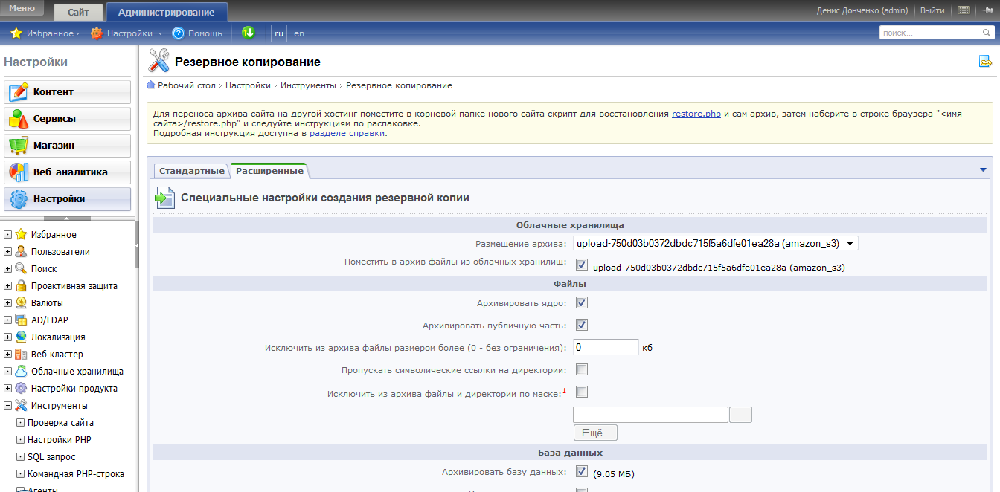 Меню
Сайт
Администрирование
Денис Донченко (admin)
Выйти
Избранное
Настройки
Помощь
ru
en
поиск...
Настройки
Контент
Сервисы
Магазин
Веб-аналитика
Настройки
Избранное
Пользователи
Поиск
Проактивная защита
Валюты
AD/LDAP
Локализация
Веб-кластер
Облачные хранилища
Настройки продукта
Инструменты
Проверка сайта
Настройки PHP
SQL запрос
Командная PHP-строка
Агенты
Резервное копирование
Рабочий стол › Настройки › Инструменты › Резервное копирование
Для переноса архива сайта на другой хостинг поместите в корневой папке нового сайта скрипт для восстановления restore.php и сам архив, затем наберите в строке браузера "<имя
сайта>/restore.php" и следуйте инструкциям по распаковке.
Подробная инструкция доступна в разделе справки.
Стандартные
Расширенные
Специальные настройки создания резервной копии
Облачные хранилища
Размещение архива: upload-750d03b0372dbdc715f5a6dfe01ea28a (amazon_s3)
Поместить в архив файлы из облачных хранилищ: upload-750d03b0372dbdc715f5a6dfe01ea28a (amazon_s3)
Файлы
Архивировать ядро:
Архивировать публичную часть:
Исключить из архива файлы размером более (0 - без ограничения): 0 кб
Пропускать символические ссылки на директории:
Исключить из архива файлы и директории по маске:1
...
Ещё...
База данных
Архивировать базу данных: (9.05 МБ)